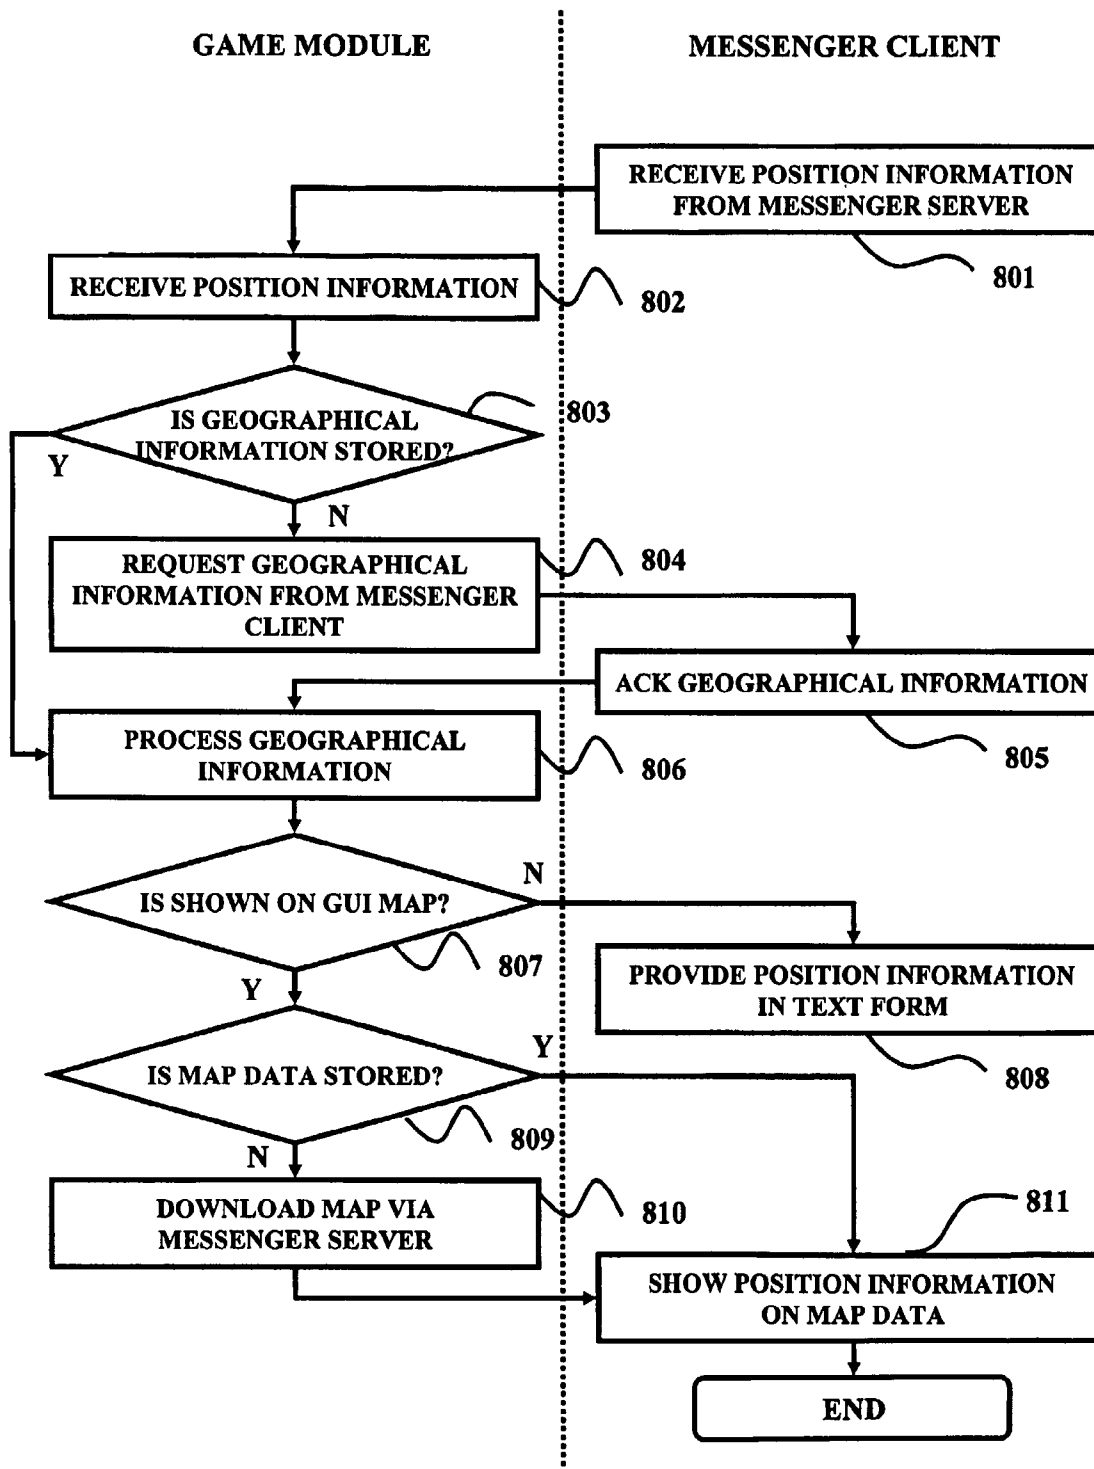 GAME MODULE
MESSENGER CLIENT
RECEIVE POSITION INFORMATION
FROM MESSENGER SERVER
801
RECEIVE POSITION INFORMATION
802
IS GEOGRAPHICAL
INFORMATION STORED?
803
Y
N
REQUEST GEOGRAPHICAL
INFORMATION FROM MESSENGER
CLIENT
804
ACK GEOGRAPHICAL INFORMATION
805
PROCESS GEOGRAPHICAL
INFORMATION
806
IS SHOWN ON GUI MAP?
N
807
Y
PROVIDE POSITION INFORMATION
IN TEXT FORM
808
IS MAP DATA STORED?
Y
809
N
DOWNLOAD MAP VIA
MESSENGER SERVER
810
811
SHOW POSITION INFORMATION
ON MAP DATA
END